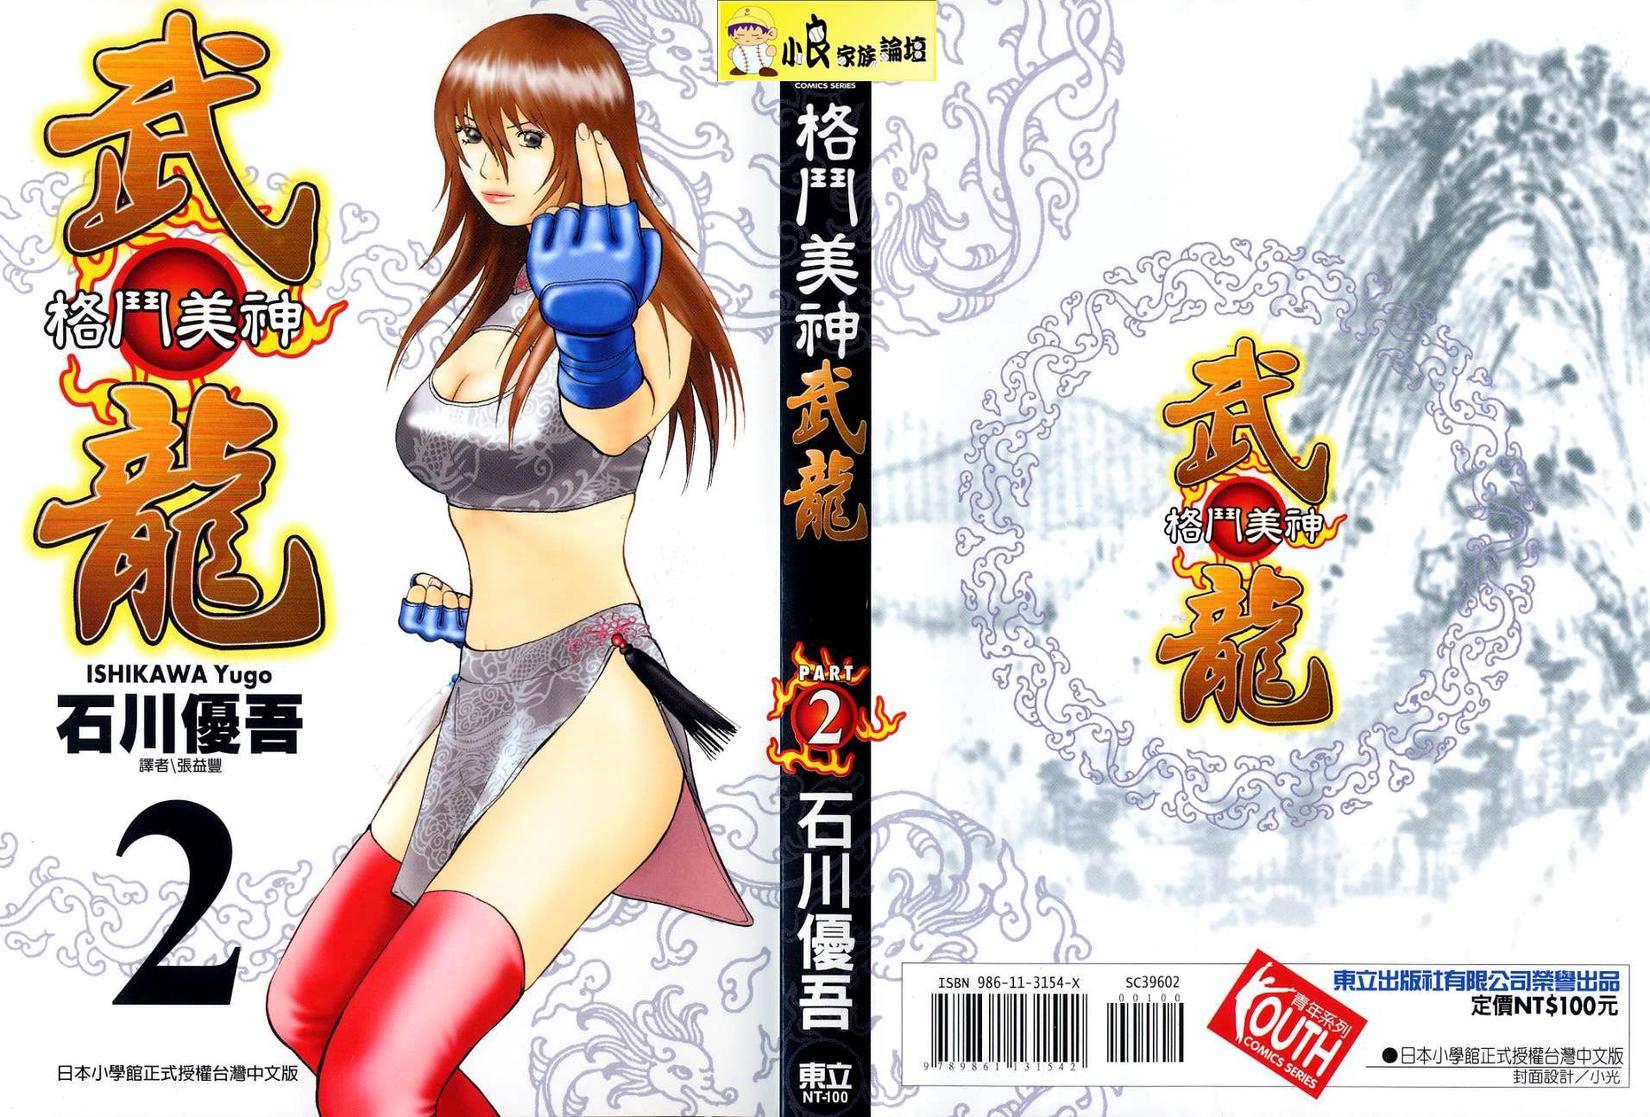 武
格鬥美神
龍
ISHIKAWA Yugo
石川優吾
譯者\張益豐
2
日本小學館正式授權台灣中文版
小良家族論壇
COMICS SERIES
格鬥美神
武龍
PART
2
石川優吾
東立
NT-100
武
格鬥美神
龍
ISBN 986-11-3154-X
SC39602
00100
9 789861 131542
青年系列
YOUTH
COMICS SERIES
東立出版社有限公司榮譽出品
定價NT$100元
●日本小學館正式授權台灣中文版
封面設計／小光